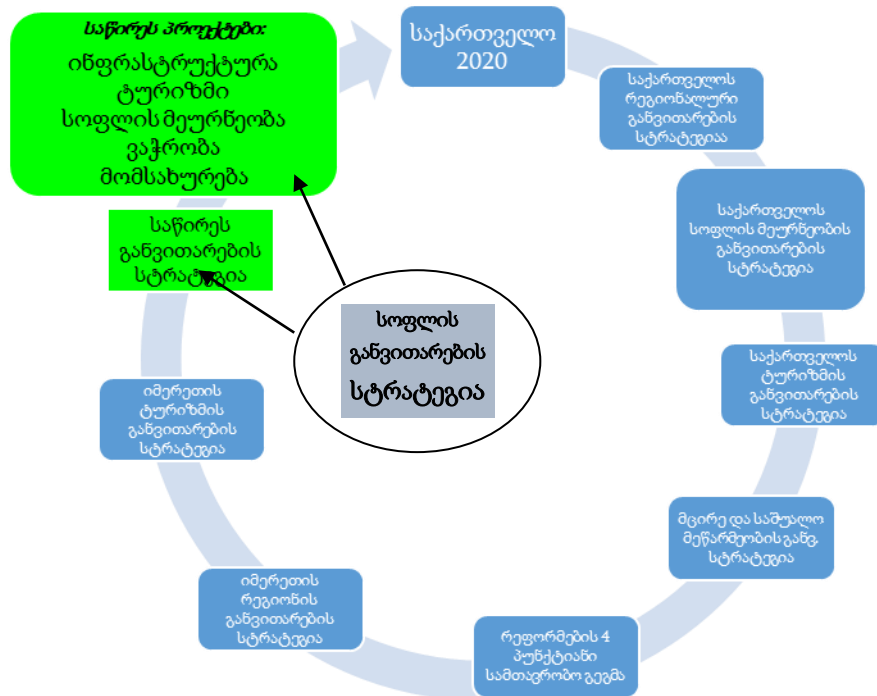 საწირეს პროექტები:
ინფრასტრუქტურა
ტურიზმი
სოფლის მეურნეობა
ვაჭრობა
მომსახურება
საქართველო
2020
საქართველოს
რეგიონალური
განვითარების
სტრატეგიაა
საქართველოს
სოფლის მეურნეობის
განვითარების
სტრატეგია
საქართველოს
ტურიზმის
განვითარების
სტრატეგია
მცირე და საშუალო
მეწარმეობის განვ.
სტრატეგია
რეფორმების 4
პუნქტიანი
სამთავრობო გეგმა
იმერეთის
რეგიონის
განვითარების
სტრატეგია
იმერეთის
ტურიზმის
განვითარების
სტრატეგია
საწირეს
განვითარების
სტრატეგია
სოფლის
განვითარების
სტრატეგია